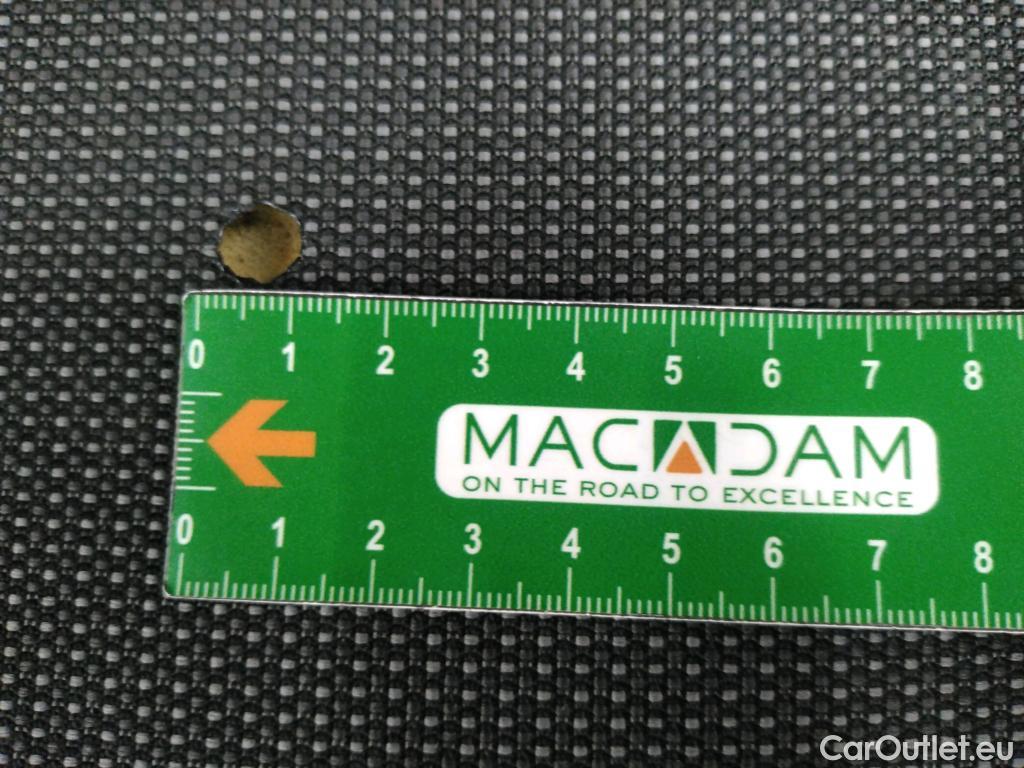 0 1 2 3 4 5 6 7 8
MACADAM
ON THE ROAD TO EXCELLENCE
0 1 2 3 4 5 6 7 8
CarOutlet.eu